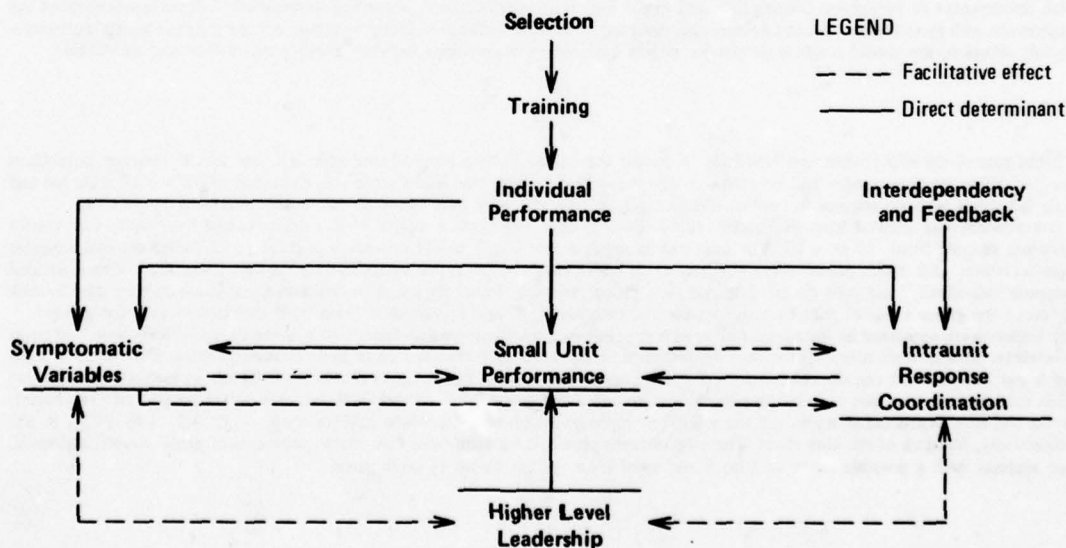 Selection
LEGEND
Facilitative effect
Direct determinant
Training
Individual
Performance
Interdependency
and Feedback
Symptomatic
Variables
Small Unit
Performance
Intraunit
Response
Coordination
Higher Level
Leadership